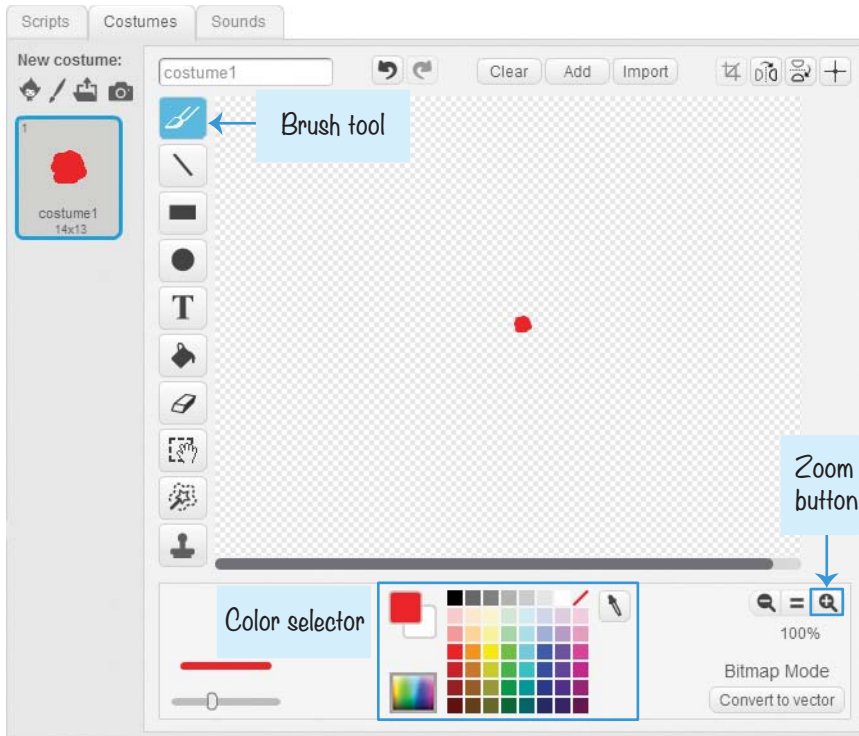 Scripts Costumes Sounds
New costume:
costume1
Clear Add Import
1
costume1
14x13
Brush tool
T
Zoom
button
Color selector
100%
Bitmap Mode
Convert to vector